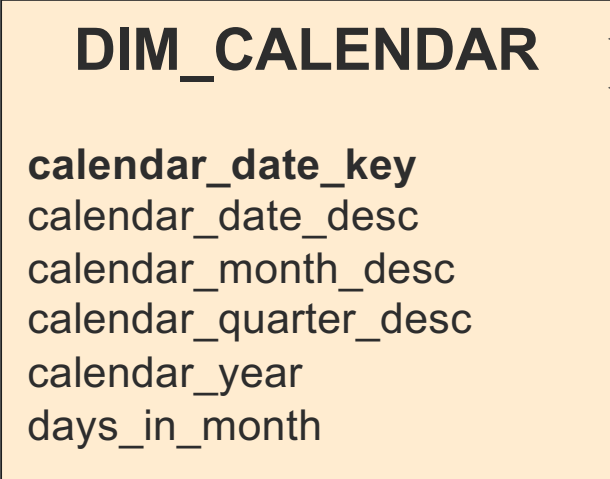 DIM_CALENDAR
calendar_date_key
calendar_date_desc
calendar_month_desc
calendar_quarter_desc
calendar_year
days_in_month